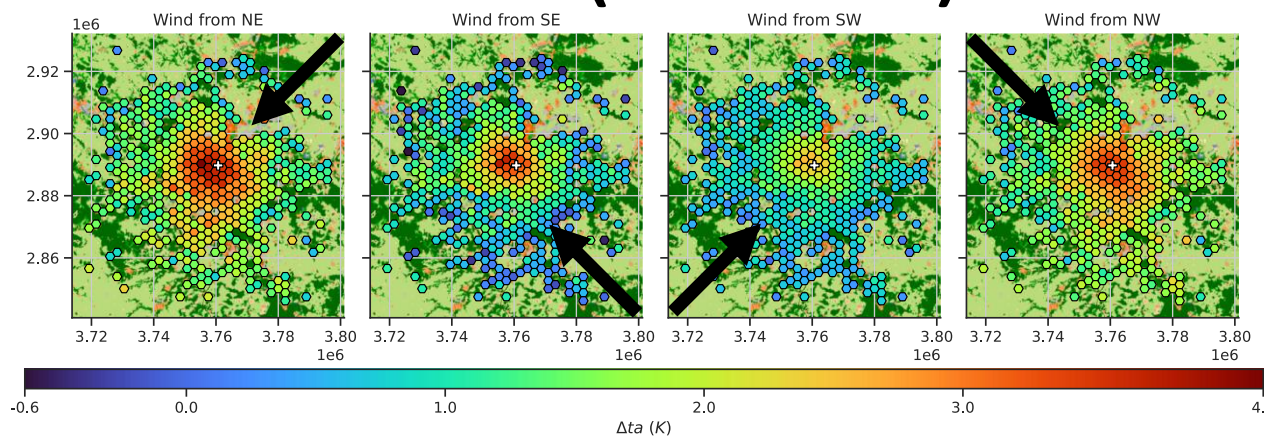 Wind from NE Wind from SE Wind from SW Wind from NW
1e6
2.92
2.90
2.88
2.86
3.72 3.74 3.76 3.78 3.80 3.72 3.74 3.76 3.78 3.80 3.72 3.74 3.76 3.78 3.80 3.72 3.74 3.76 3.78 3.80
1e6 1e6 1e6 1e6
-0.6 0.0 1.0 2.0 3.0 4.
Δta (K)